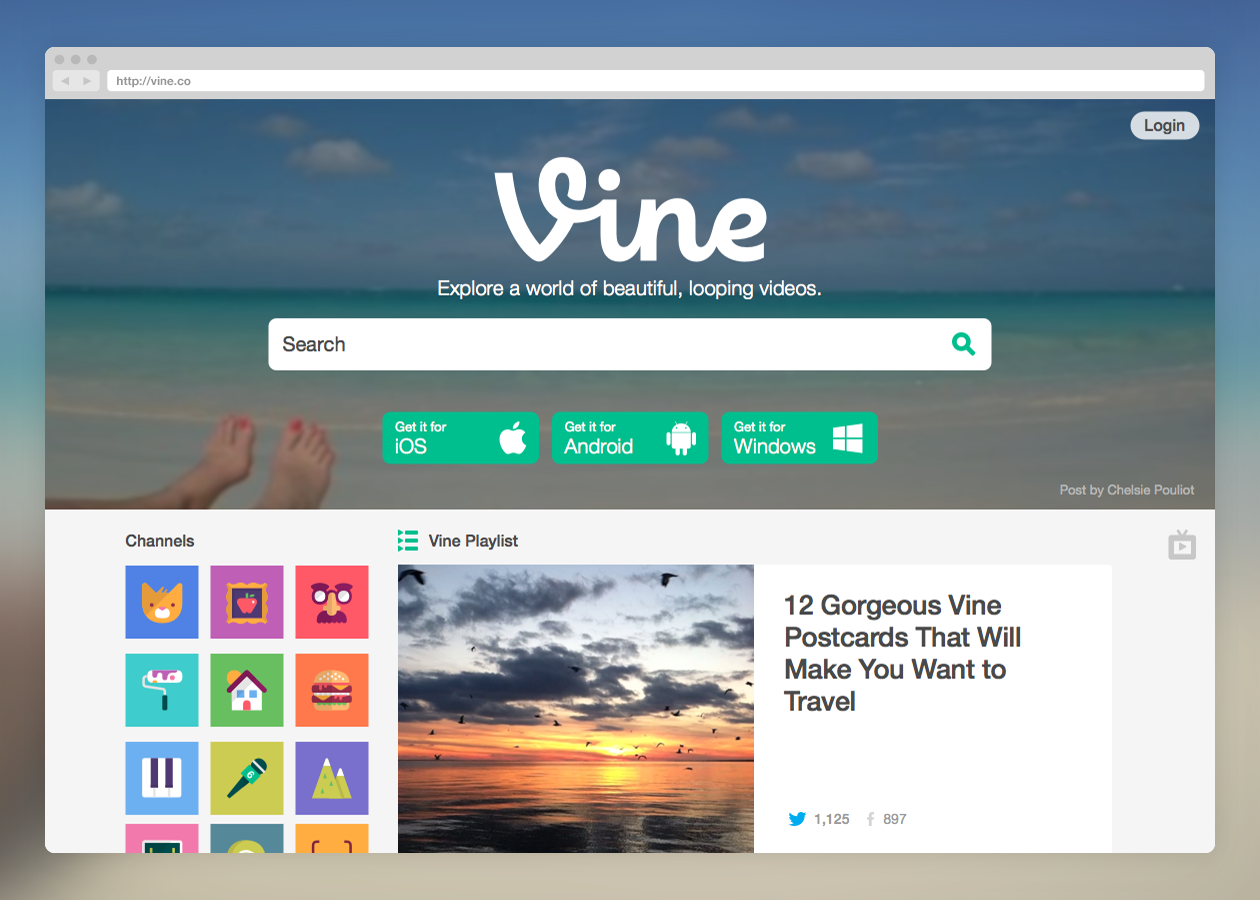 http://vine.co
Login
Vine
Explore a world of beautiful, looping videos.
Search
Get it for
iOS
Get it for
Android
Get it for
Windows
Post by Chelsie Pouliot
Channels
Vine Playlist
12 Gorgeous Vine
Postcards That Will
Make You Want to
Travel
6
1,125
897